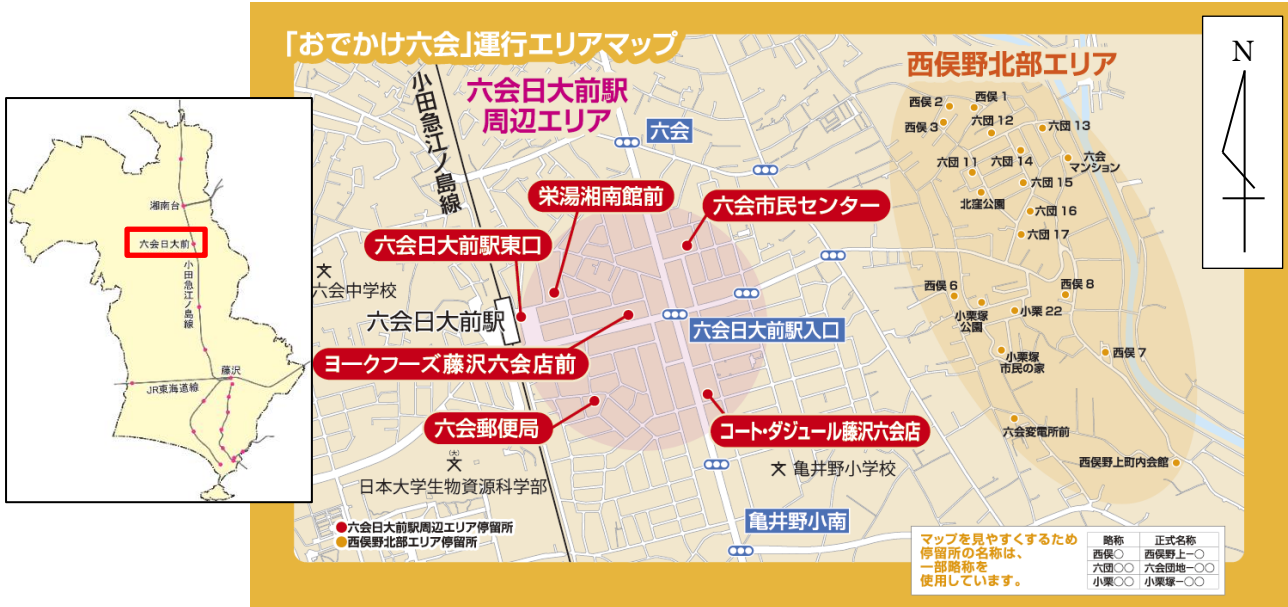 「おでかけ六会」運行エリアマップ
N
湘南台
六会日大前
小田急江ノ島線
藤沢
JR東海道線
小田急江ノ島線
六会日大前駅
周辺エリア
六会
栄湯湘南館前
六会市民センター
六会日大前駅東口
文
六会中学校
六会日大前駅
六会日大前駅入口
ヨークフーズ藤沢六会店前
六会郵便局
コート・ダジュール藤沢六会店
(大)
文
日本大学生物資源科学部
文 亀井野小学校
亀井野小南
西俣野北部エリア
西俣 2
西俣 1
西俣 3
六団 12
六団 13
六団 11
六団 14
六会
マンション
六団 15
北窪公園
六団 16
六団 17
西俣 6
西俣 8
小栗塚
公園
小栗 22
小栗塚
市民の家
西俣 7
六会変電所前
西俣野上町内会館
●六会日大前駅周辺エリア停留所
●西俣野北部エリア停留所
マップを見やすくするため
停留所の名称は、
一部略称を
使用しています。
略称 正式名称
西俣○ 西俣野上ー○
六団○○ 六会団地ー○○
小栗○○ 小栗塚ー○○